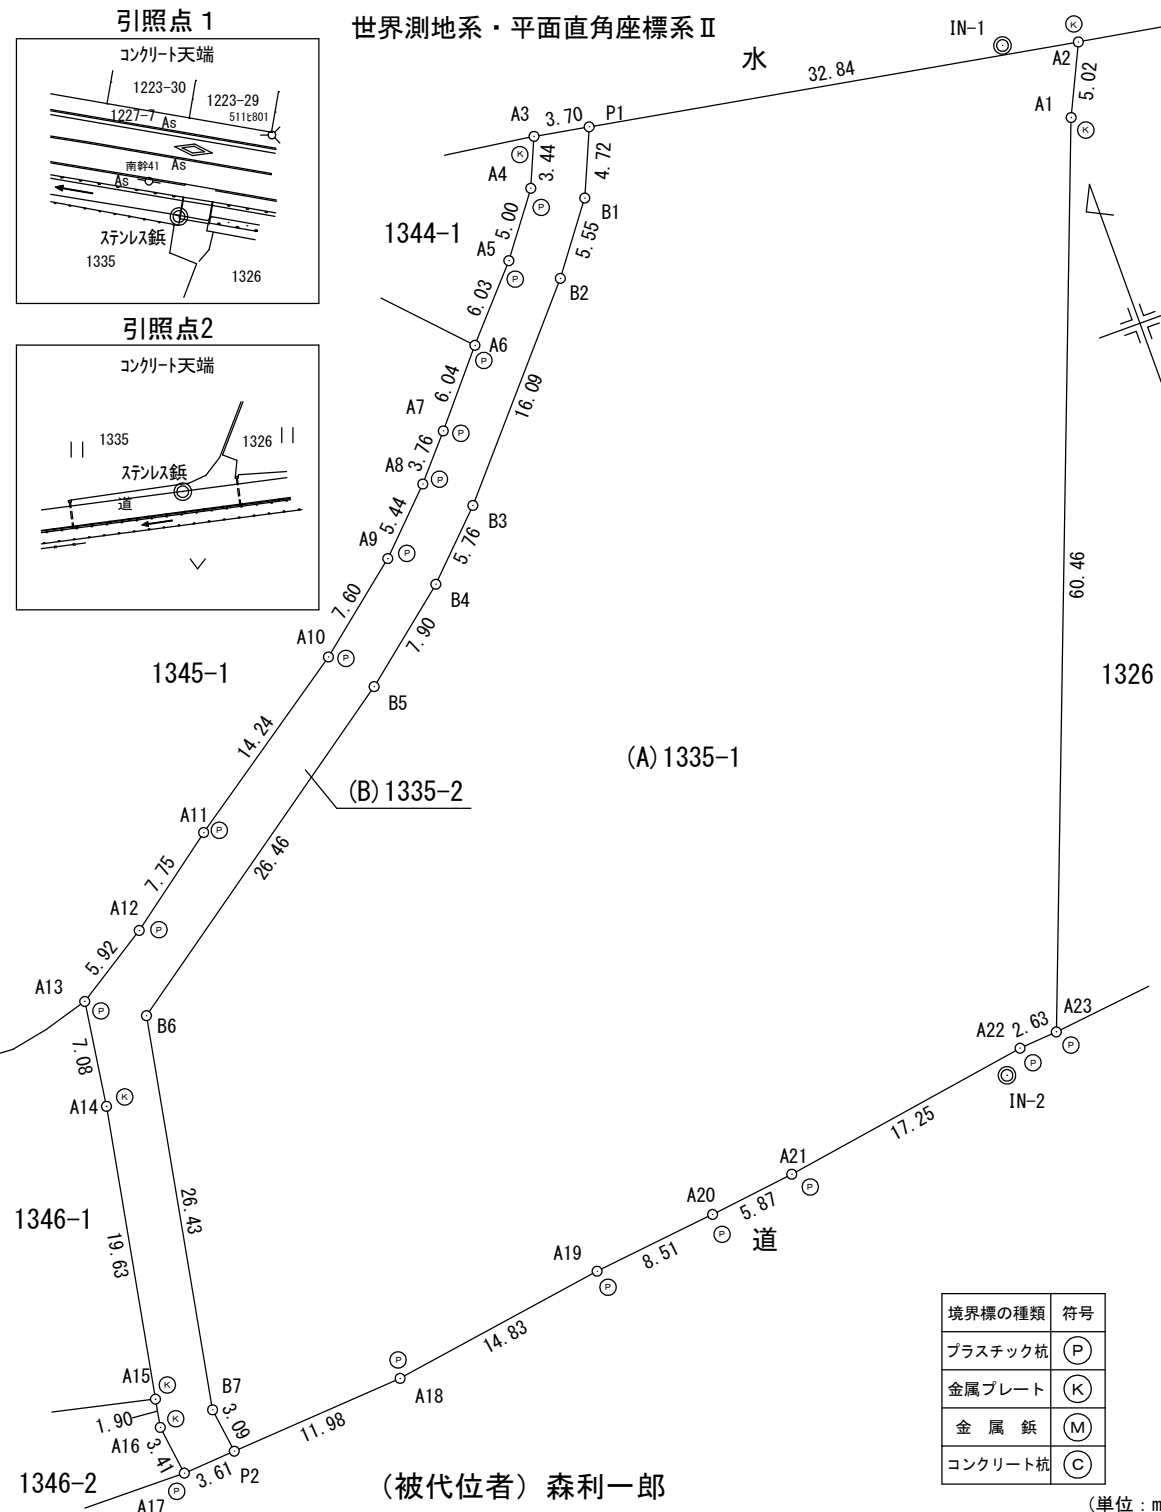 引照点 1
世界測地系・平面直角座標系Ⅱ
コンクリート天端
1223-30
1223-29
1227-7
As
511ヒ801
南幹41
As
As
ステンレス鋲
1335
1326
引照点2
コンクリート天端
1335
1326
ステンレス鋲
道
水
IN-1
K
A2
32.84
5.02
A1
K
A3
3.70
P1
K
3.44
4.72
A4
P
B1
1344-1
5.00
5.55
A5
P
B2
6.03
A6
P
6.04
16.09
A7
P
3.76
A8
P
B3
5.44
5.76
A9
P
B4
7.60
7.90
60.46
A10
P
1345-1
B5
1326
14.24
(A)1335-1
(B)1335-2
A11
P
26.46
7.75
A12
P
5.92
A13
P
B6
7.08
A14
K
A23
2.63
A22
P
P
IN-2
17.25
1346-1
26.43
19.63
A21
P
5.87
A20
P
道
8.51
A19
P
14.83
P
A18
A15
K
B7
1.90
K
3.09
11.98
A16
3.41
P2
3.61
1346-2
P
A17
(被代位者) 森利一郎
境界標の種類 符号
プラスチック杭 P
金属プレート K
金 属 鋲 M
コンクリート杭 C
(単位:m